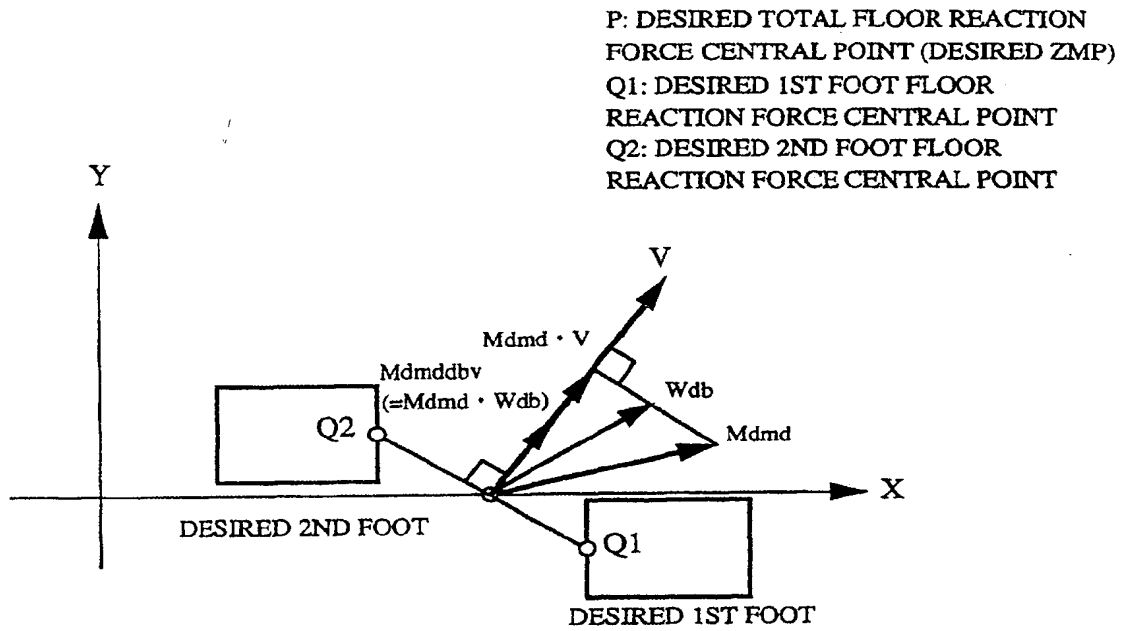 P: DESIRED TOTAL FLOOR REACTION
FORCE CENTRAL POINT (DESIRED ZMP)
Q1: DESIRED 1ST FOOT FLOOR
REACTION FORCE CENTRAL POINT
Q2: DESIRED 2ND FOOT FLOOR
REACTION FORCE CENTRAL POINT
Y
V
Mdmd · V
Mdmddbv
(=Mdmd · Wdb)
Wdb
Q2
Mdmd
X
DESIRED 2ND FOOT
Q1
DESIRED 1ST FOOT